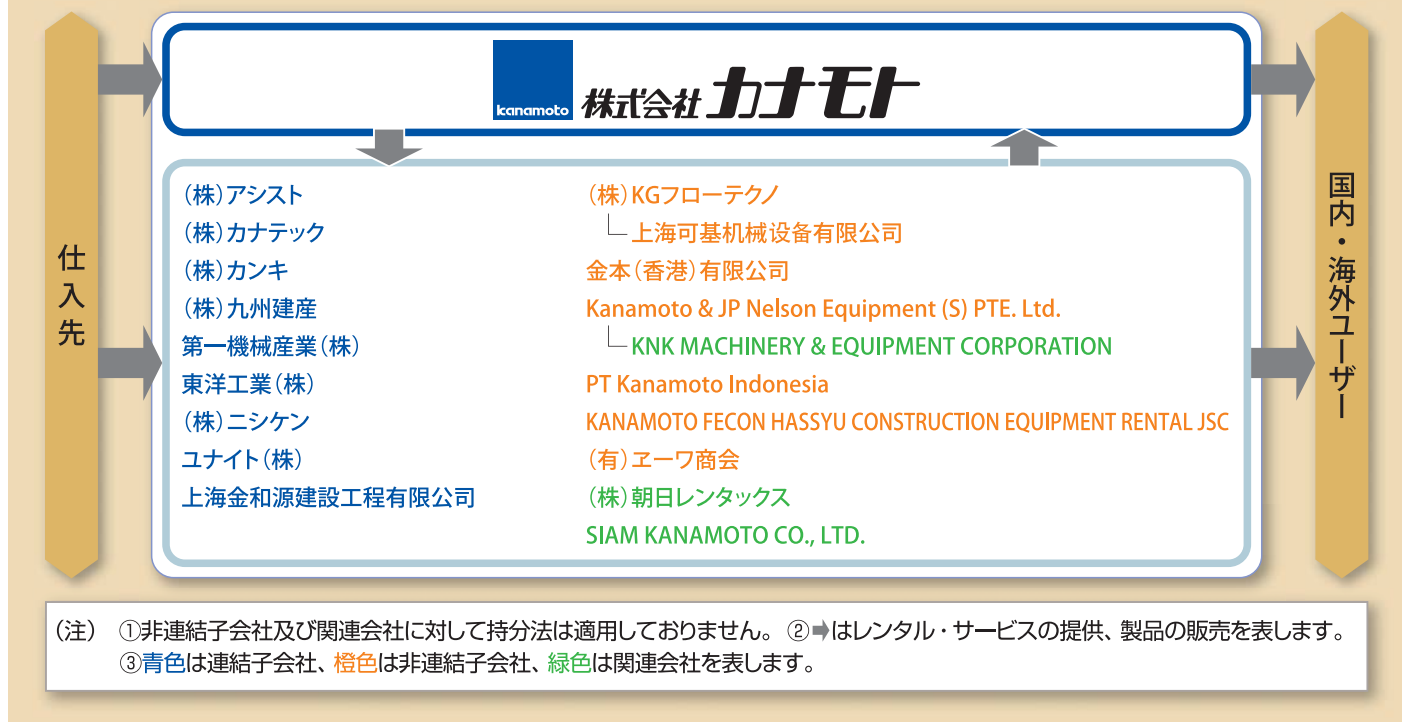 kanamoto
株式会社カナモト
仕入先
(株)アシスト
(株)カナテック
(株)カンキ
(株)九州建産
第一機械産業(株)
東洋工業(株)
(株)ニシケン
ユナイト(株)
上海金和源建設工程有限公司
(株)KGフローテクノ
上海可基机械设备有限公司
金本(香港)有限公司
Kanamoto & JP Nelson Equipment (S) PTE. Ltd.
KNK MACHINERY & EQUIPMENT CORPORATION
PT Kanamoto Indonesia
KANAMOTO FECON HASSYU CONSTRUCTION EQUIPMENT RENTAL JSC
(有)ヱーワ商会
(株)朝日レンタックス
SIAM KANAMOTO CO., LTD.
国内・海外ユーザー
(注) ①非連結子会社及び関連会社に対して持分法は適用しておりません。 ②➡はレンタル・サービスの提供、製品の販売を表します。
③青色は連結子会社、橙色は非連結子会社、緑色は関連会社を表します。